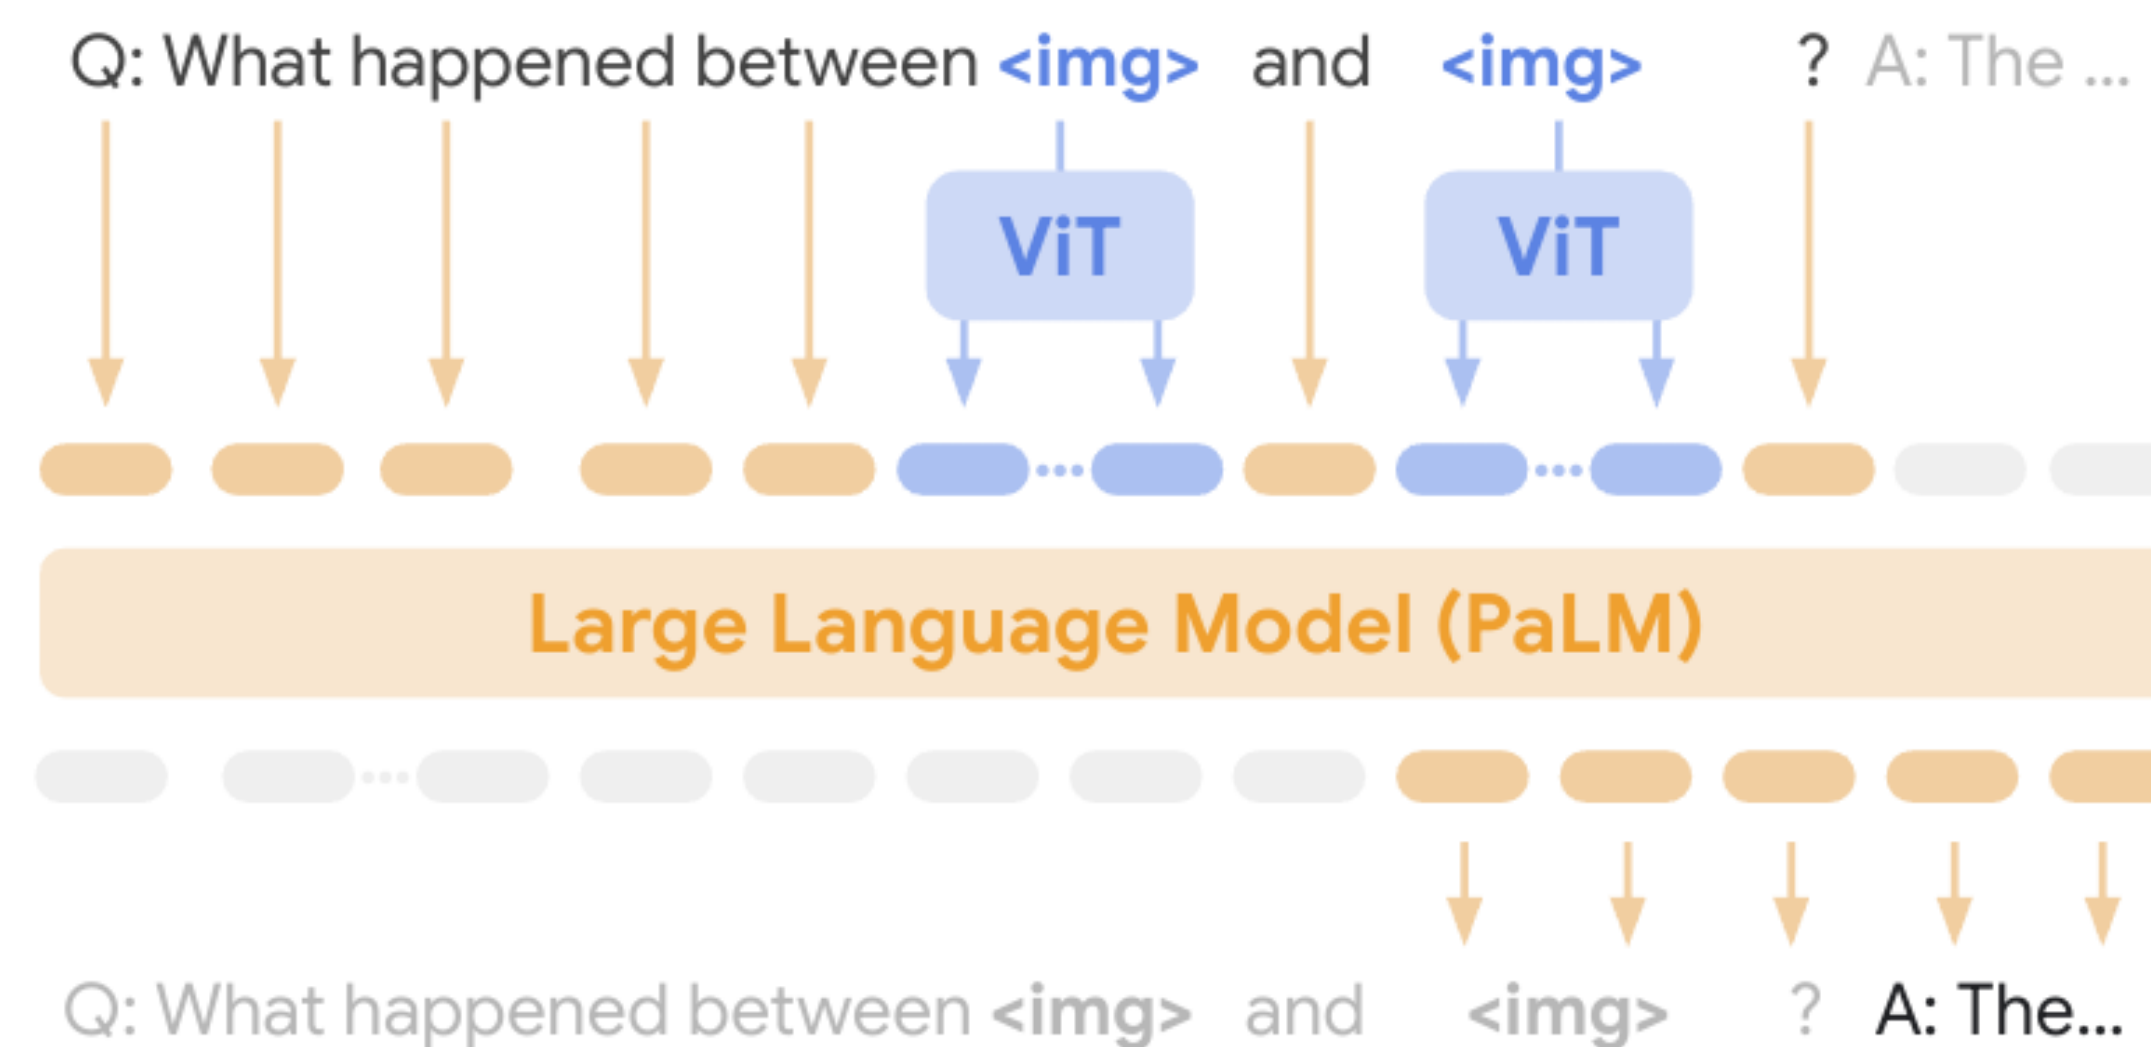 Q: What happened between <img> and <img> ? A: The ...
ViT ViT
Large Language Model (PaLM)
Q: What happened between <img> and <img> ? A: The...